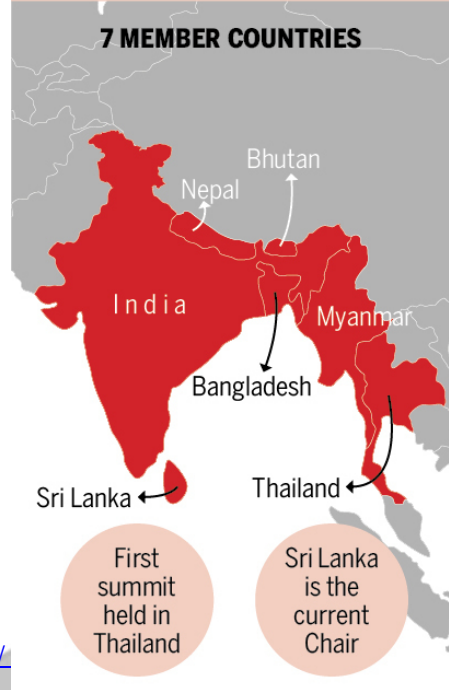 7 MEMBER COUNTRIES
Bhutan
Nepal
India
Myanmar
Bangladesh
Sri Lanka
Thailand
First
summit
held in
Thailand
Sri Lanka
is the
current
Chair
/